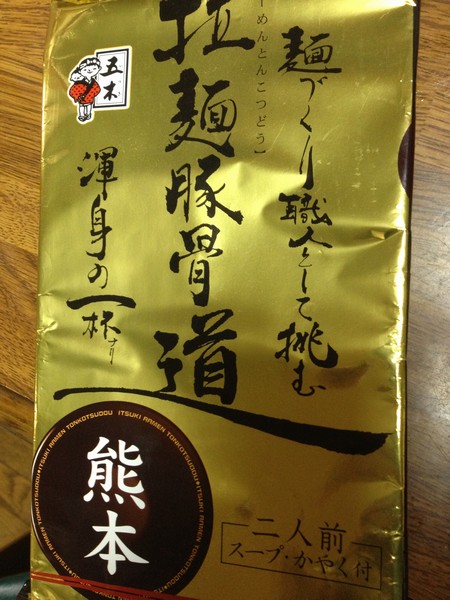 麺づくり職人として挑む
ーめんとんこつどう】
拉麺豚骨道
渾身の一杯
五木
ITSUKI RAMEN TONKOTSUDOU
熊本
二人前
スープ・かやく付